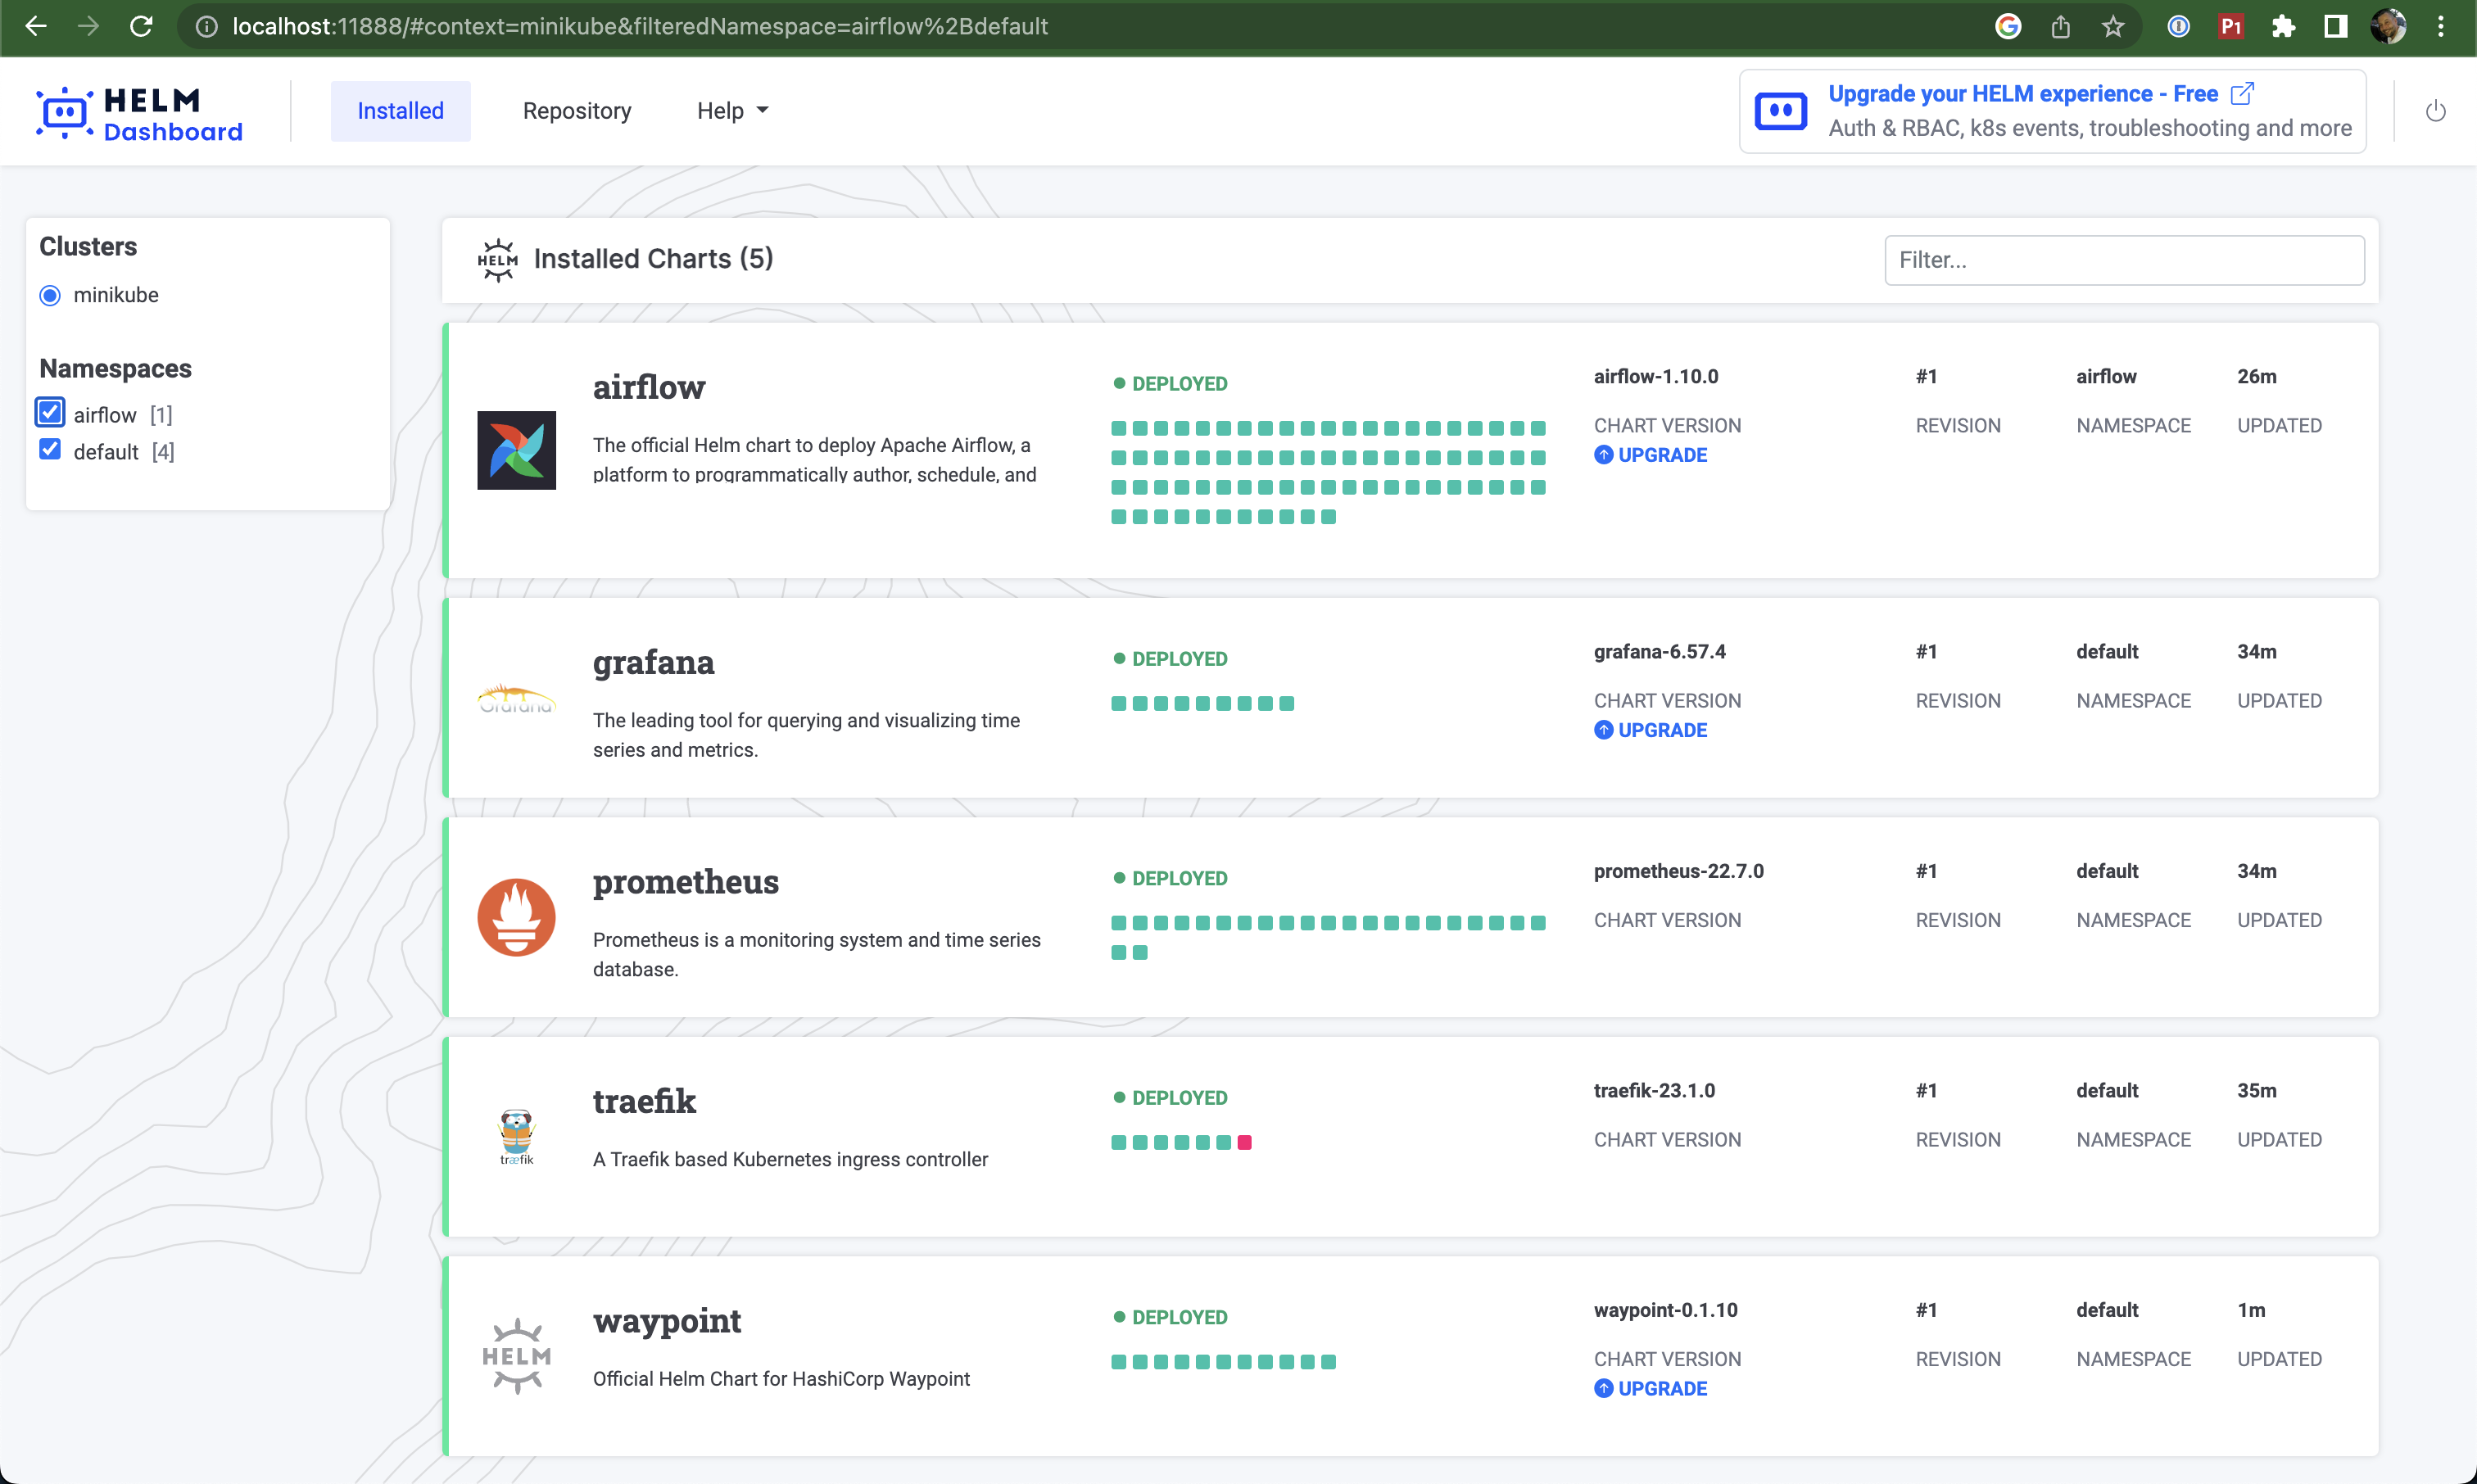 localhost:11888/#context=minikube&filteredNamespace=airflow%2Bdefault
P1
HELM
Dashboard
Installed
Repository
Help
Upgrade your HELM experience - Free
Auth & RBAC, k8s events, troubleshooting and more
Clusters
minikube
Namespaces
airflow [1]
default [4]
HELM
Installed Charts (5)
Filter...
airflow
The official Helm chart to deploy Apache Airflow, a
platform to programmatically author, schedule, and
DEPLOYED
airflow-1.10.0
CHART VERSION
UPGRADE
#1
REVISION
airflow
NAMESPACE
26m
UPDATED
Grafana
grafana
The leading tool for querying and visualizing time
series and metrics.
DEPLOYED
grafana-6.57.4
CHART VERSION
UPGRADE
#1
REVISION
default
NAMESPACE
34m
UPDATED
prometheus
Prometheus is a monitoring system and time series
database.
DEPLOYED
prometheus-22.7.0
CHART VERSION
#1
REVISION
default
NAMESPACE
34m
UPDATED
træfik
traefik
A Traefik based Kubernetes ingress controller
DEPLOYED
traefik-23.1.0
CHART VERSION
#1
REVISION
default
NAMESPACE
35m
UPDATED
HELM
waypoint
Official Helm Chart for HashiCorp Waypoint
DEPLOYED
waypoint-0.1.10
CHART VERSION
UPGRADE
#1
REVISION
default
NAMESPACE
1m
UPDATED